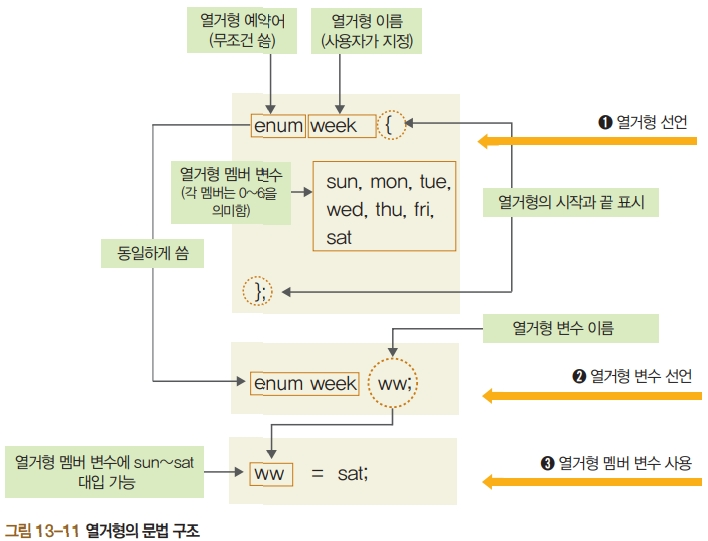 열거형 예약어
(무조건 씀)
열거형 이름
(사용자가 지정)
enum week {
❶ 열거형 선언
열거형 멤버 변수
(각 멤버는 0~6을
의미함)
sun, mon, tue,
wed, thu, fri,
sat
열거형의 시작과 끝 표시
동일하게 씀
};
열거형 변수 이름
enum week ww;
❷ 열거형 변수 선언
열거형 멤버 변수에 sun~sat
대입 가능
ww = sat;
❸ 열거형 멤버 변수 사용
그림 13-11 열거형의 문법 구조